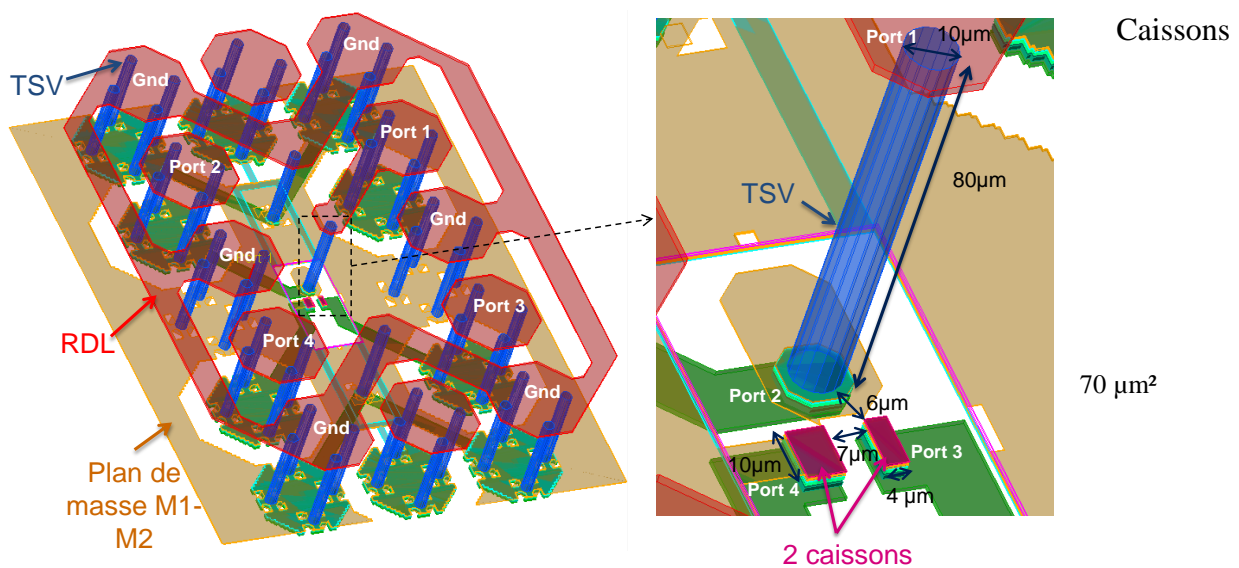 Gnd
TSV
Gnd
Port 1
Port 2
Gnd
Gnd
Port 3
RDL
Port 4
Gnd
Gnd
Plan de
masse M1-
M2
Port 1
10µm
TSV
80µm
Port 2
6µm
7µm
10µm
Port 3
Port 4
4 µm
2 caissons
Caissons
70 µm²